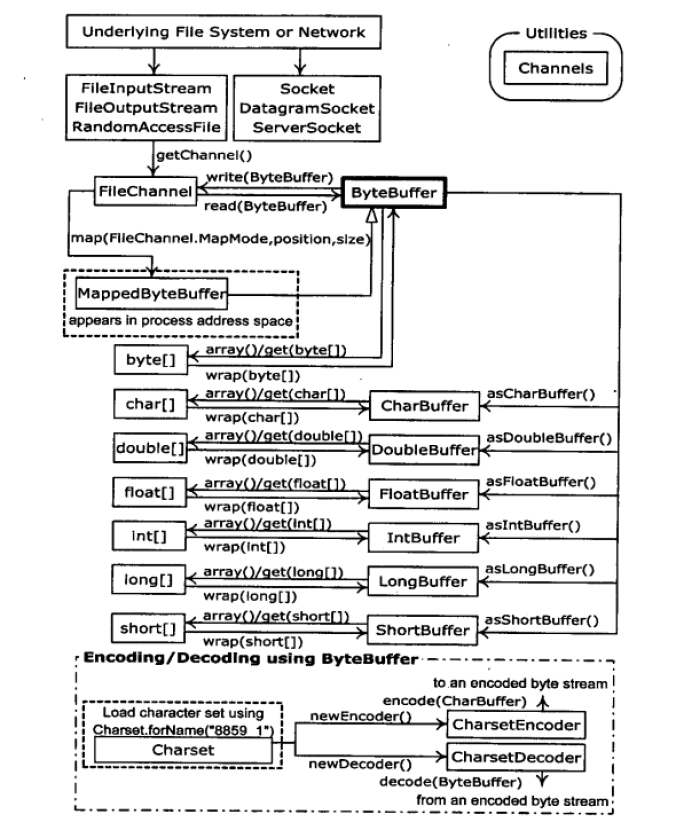 Underlying File System or Network
Utilities
Channels
FileInputStream
FileOutputStream
RandomAccessFile
Socket
DatagramSocket
ServerSocket
getChannel()
write(ByteBuffer)
FileChannel
ByteBuffer
read(ByteBuffer)
map(FileChannel.MapMode,position,size)
MappedByteBuffer
appears in process address space
array()/get(byte[])
byte[]
wrap(byte[])
array()/get(char[])
asCharBuffer()
char[]
CharBuffer
wrap(char[])
array()/get(double[])
asDoubleBuffer()
double[]
DoubleBuffer
wrap(double[])
array()/get(float[])
asFloatBuffer()
float[]
FloatBuffer
wrap(float[])
array()/get(int[])
asIntBuffer()
int[]
IntBuffer
wrap(int[])
array()/get(long[])
asLongBuffer()
long[]
LongBuffer
wrap(long[])
array()/get(short[])
asShortBuffer()
short[]
ShortBuffer
wrap(short[])
Encoding/Decoding using ByteBuffer
to an encoded byte stream
encode(CharBuffer)
Load character set using
Charset.forName("8859_1")
Charset
newEncoder()
CharsetEncoder
newDecoder()
CharsetDecoder
decode(ByteBuffer)
from an encoded byte stream